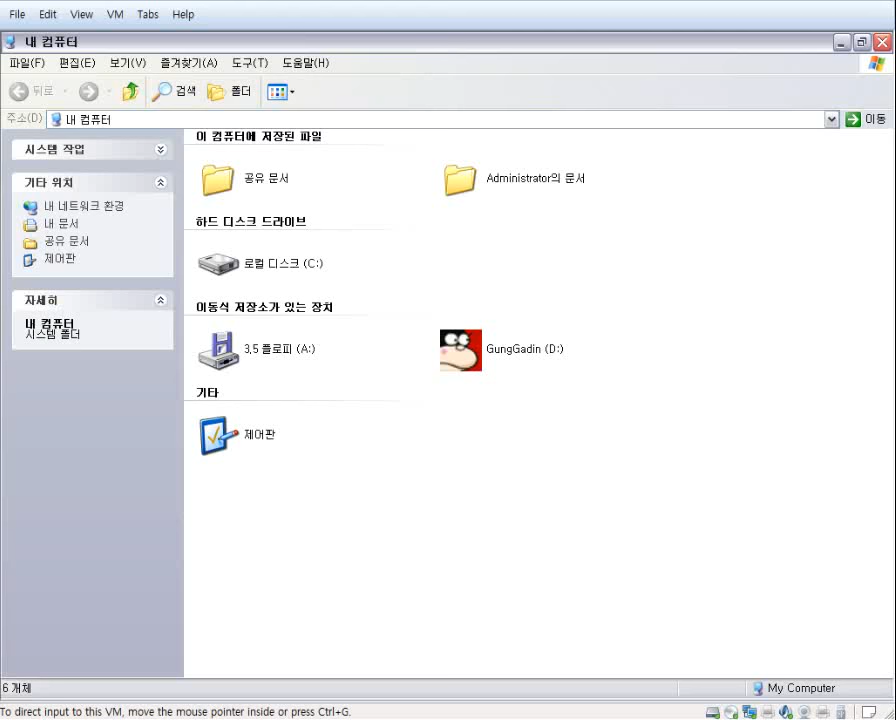 File Edit View VM Tabs Help
내 컴퓨터
파일(F) 편집(E) 보기(V) 즐겨찾기(A) 도구(T) 도움말(H)
뒤로 검색 폴더
주소(D) 내 컴퓨터 이동
시스템 작업
기타 위치
내 네트워크 환경
내 문서
공유 문서
제어판
자세히
내 컴퓨터
시스템 폴더
이 컴퓨터에 저장된 파일
공유 문서 Administrator의 문서
하드 디스크 드라이브
로컬 디스크 (C:)
이동식 저장소가 있는 장치
3.5 플로피 (A:) GungGadin (D:)
기타
제어판
6 개체 My Computer
To direct input to this VM, move the mouse pointer inside or press Ctrl+G.